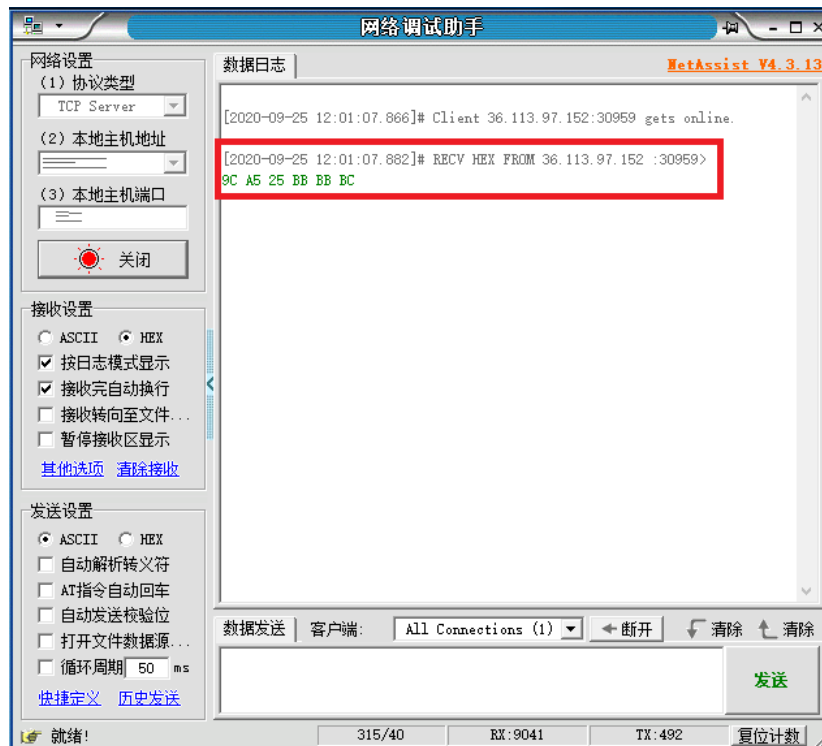 网络调试助手
网络设置
(1) 协议类型
TCP Server
(2) 本地主机地址
(3) 本地主机端口
关闭
接收设置
ASCII HEX
按日志模式显示
接收完自动换行
接收转向至文件...
暂停接收区显示
其他选项 清除接收
发送设置
ASCII HEX
自动解析转义符
AT指令自动回车
自动发送校验位
打开文件数据源...
循环周期 50 ms
快捷定义 历史发送
数据日志
NetAssist V4.3.13
[2020-09-25 12:01:07.866]# Client 36.113.97.152:30959 gets online.
[2020-09-25 12:01:07.882]# RECV HEX FROM 36.113.97.152 :30959>
9C A5 25 BB BB BC
数据发送 客户端: All Connections (1) 断开 清除 清除
发送
就绪! 315/40 RX:9041 TX:492 复位计数